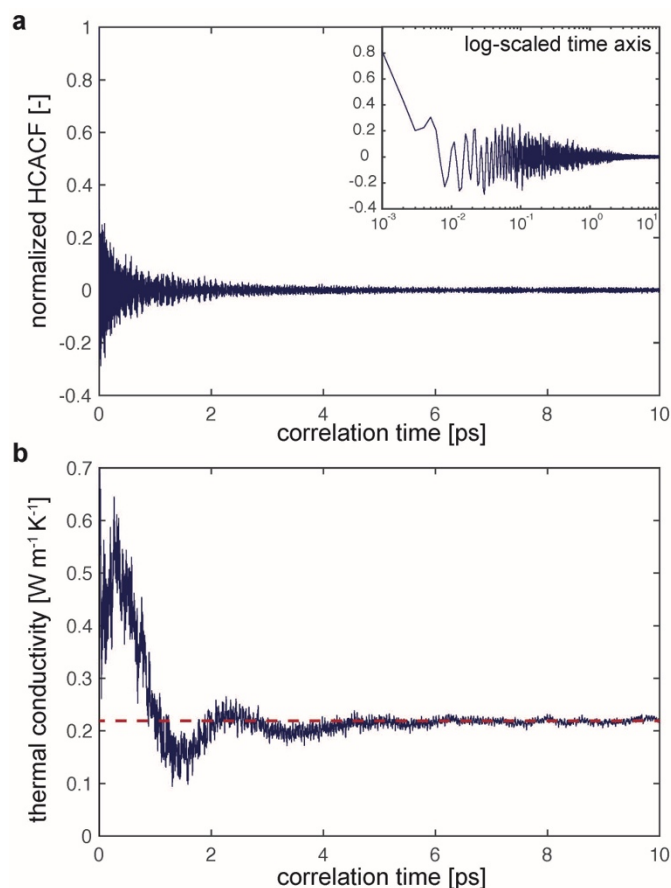 a
normalized HCACF [-]
1
0.8
0.6
0.4
0.2
0
-0.2
-0.4
0 2 4 6 8 10
correlation time [ps]
log-scaled time axis
0.8
0.6
0.4
0.2
0
-0.2
-0.4
10⁻³ 10⁻² 10⁻¹ 10⁰ 10¹
b
thermal conductivity [W m⁻¹ K⁻¹]
0.7
0.6
0.5
0.4
0.3
0.2
0.1
0
0 2 4 6 8 10
correlation time [ps]